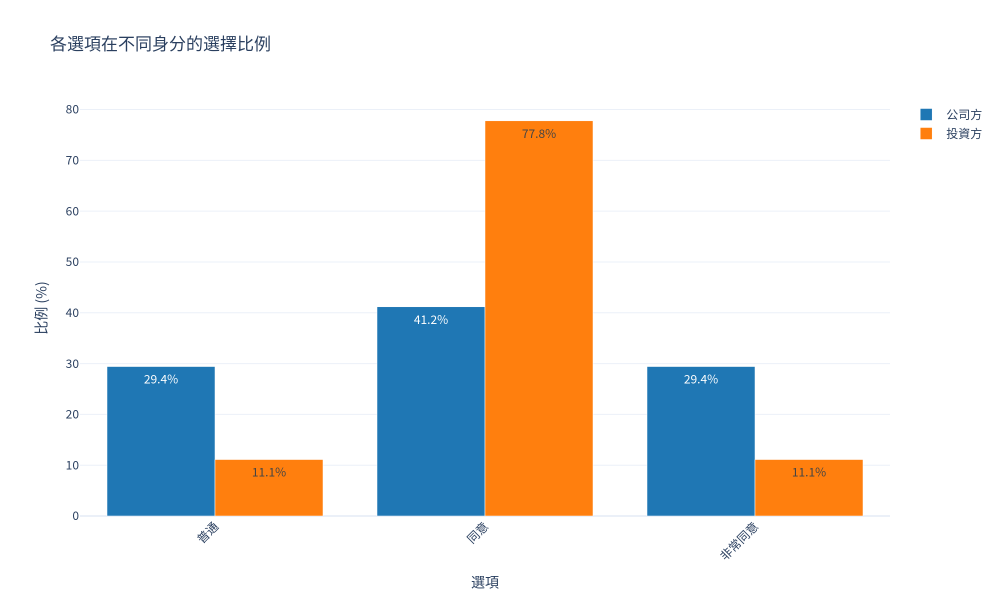 各選項在不同身分的選擇比例
公司方
投資方
比例 (%)
80
70
60
50
40
30
20
10
0
29.4%
11.1%
41.2%
77.8%
29.4%
11.1%
普通
同意
非常同意
選項